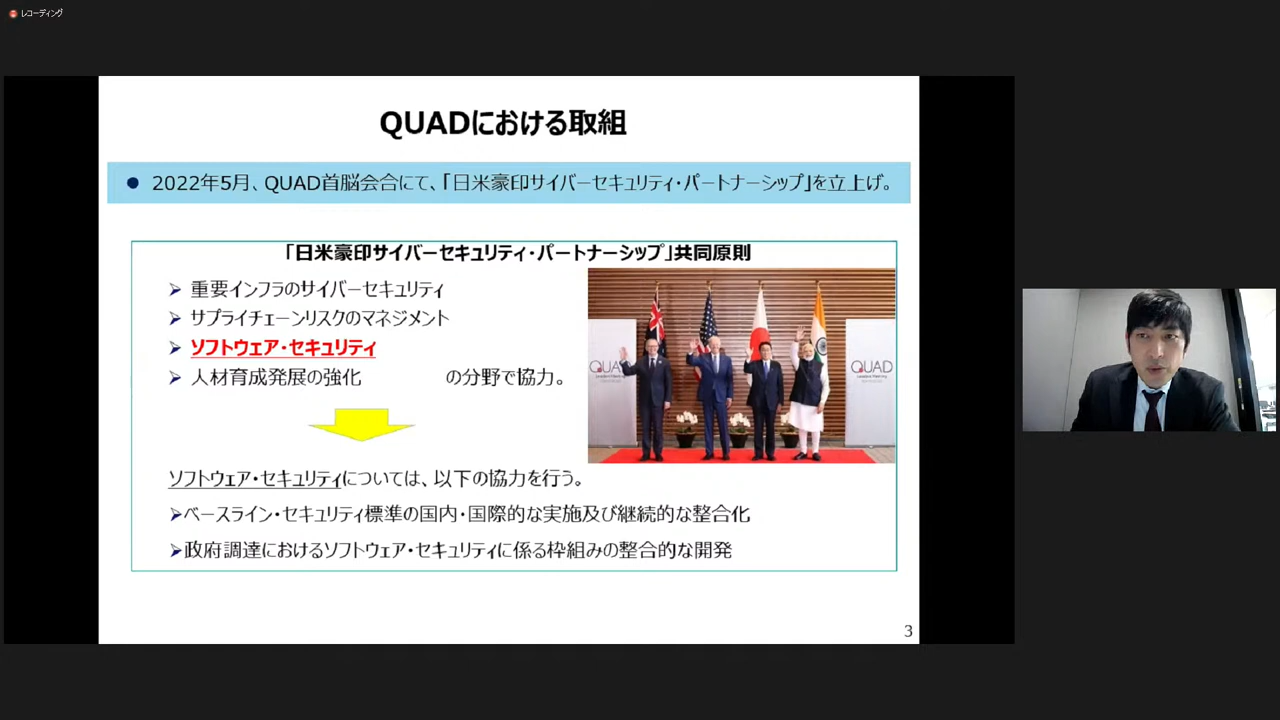 レコーディング
QUADにおける取組
● 2022年5月、QUAD首脳会合にて、「日米豪印サイバーセキュリティ・パートナーシップ」を立上げ。
「日米豪印サイバーセキュリティ・パートナーシップ」共同原則
➢ 重要インフラのサイバーセキュリティ
➢ サプライチェーンリスクのマネジメント
➢ ソフトウェア・セキュリティ
➢ 人材育成発展の強化 の分野で協力。
QUAD
ソフトウェア・セキュリティについては、以下の協力を行う。
➢ベースライン・セキュリティ標準の国内・国際的な実施及び継続的な整合化
➢政府調達におけるソフトウェア・セキュリティに係る枠組みの整合的な開発
3